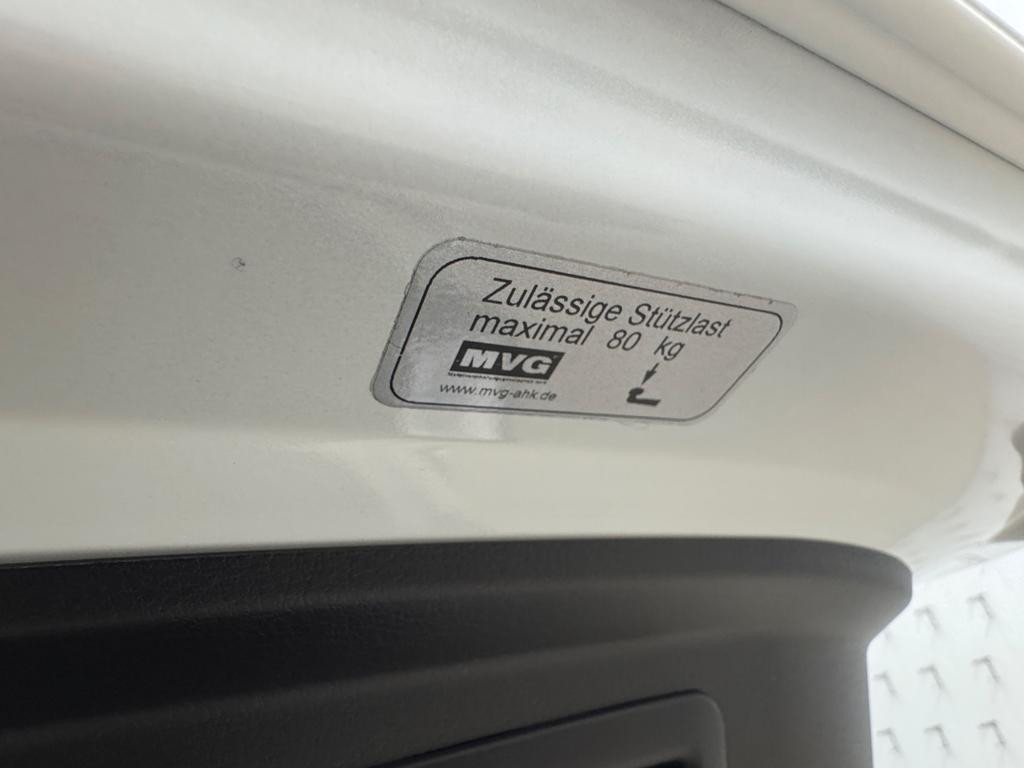 Zulässige Stützlast
maximal 80 kg
MVG
www.mvg-ahk.de